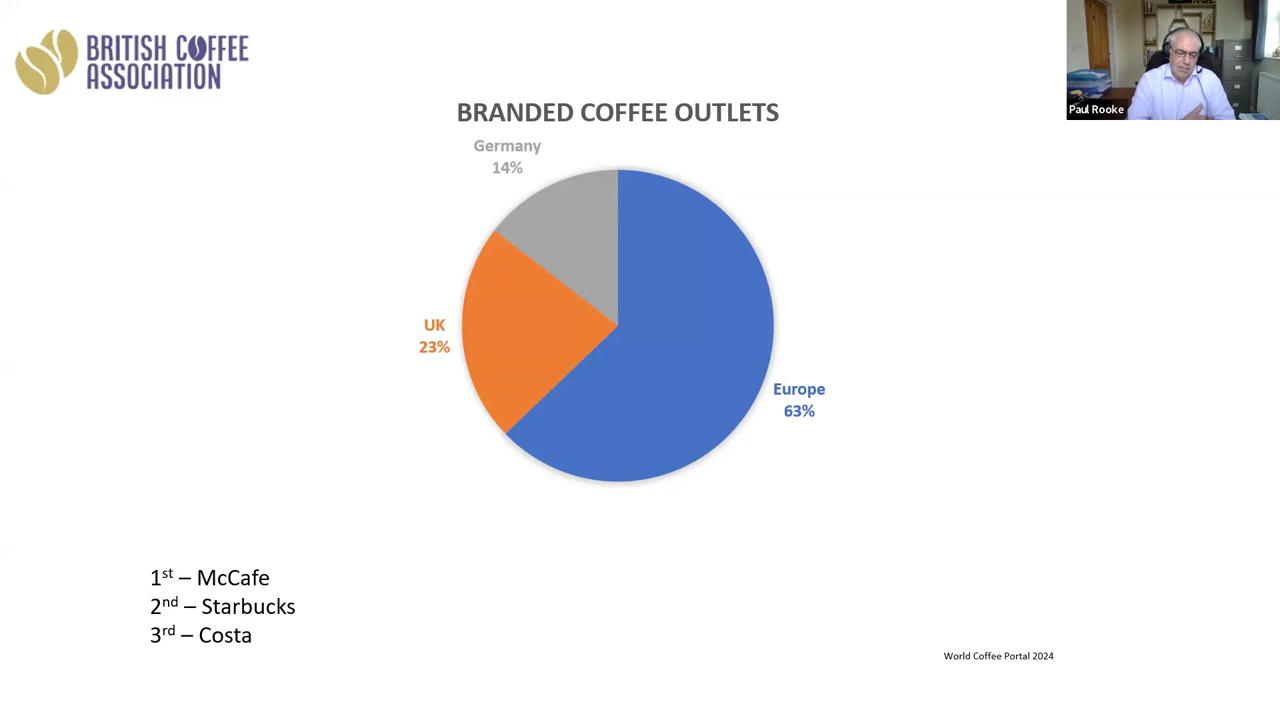 BRITISH COFFEE
ASSOCIATION
Paul Rooke
BRANDED COFFEE OUTLETS
Germany
14%
UK
23%
Europe
63%
1st – McCafe
2nd – Starbucks
3rd – Costa
World Coffee Portal 2024